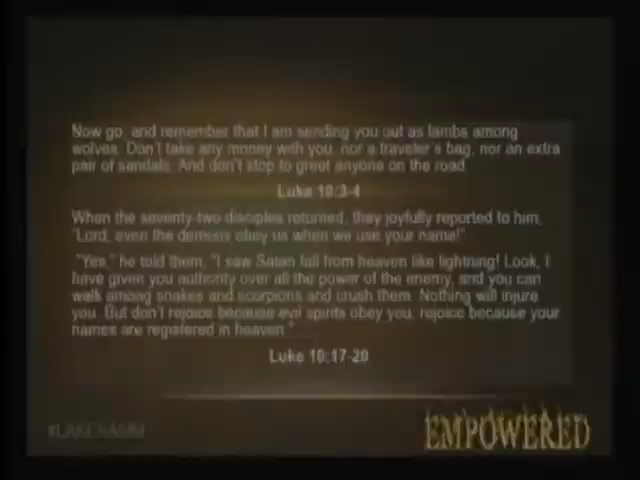 Now go, and remember that I am sending you out as lambs among
wolves. Don't take any money with you, nor a traveler's bag, nor an extra
pair of sandals. And don't stop to greet anyone on the road.
Luke 10:3-4
When the seventy-two disciples returned, they joyfully reported to him,
"Lord, even the demons obey us when we use your name!"
"Yes," he told them, "I saw Satan fall from heaven like lightning! Look, I
have given you authority over all the power of the enemy, and you can
walk among snakes and scorpions and crush them. Nothing will injure
you. But don't rejoice because evil spirits obey you, rejoice because your
names are registered in heaven."
Luke 10:17-20
EMPOWERED